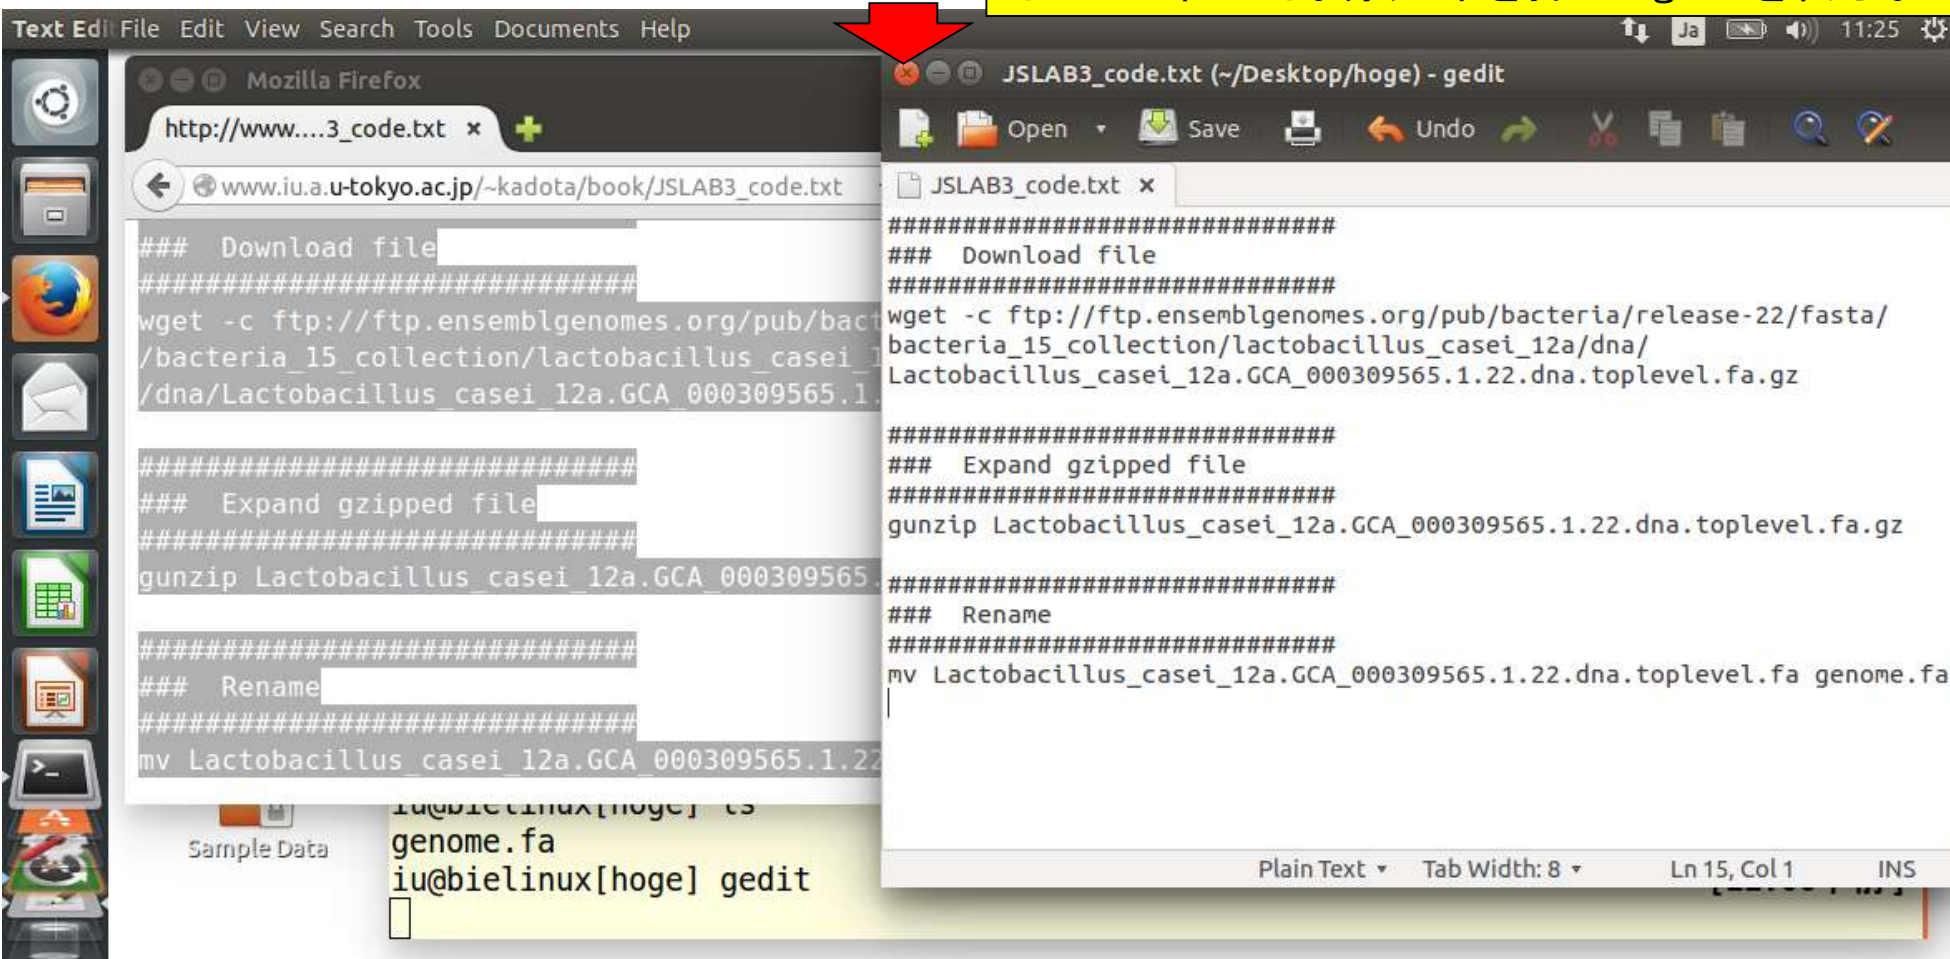 Text Edi File Edit View Search Tools Documents Help
Ja 11:25
Mozilla Firefox
http://www....3_code.txt ×
www.iu.a.u-tokyo.ac.jp/~kadota/book/JSLAB3_code.txt
### Download file
##############################
wget -c ftp://ftp.ensemblgenomes.org/pub/bact
/bacteria_15_collection/lactobacillus_casei_1
/dna/Lactobacillus_casei_12a.GCA_000309565.1.
##############################
### Expand gzipped file
##############################
gunzip Lactobacillus_casei_12a.GCA_000309565.
##############################
### Rename
##############################
mv Lactobacillus_casei_12a.GCA_000309565.1.22
JSLAB3_code.txt (~/Desktop/hoge) - gedit
Open Save Undo
JSLAB3_code.txt ×
##############################
### Download file
##############################
wget -c ftp://ftp.ensemblgenomes.org/pub/bacteria/release-22/fasta/
bacteria_15_collection/lactobacillus_casei_12a/dna/
Lactobacillus_casei_12a.GCA_000309565.1.22.dna.toplevel.fa.gz
##############################
### Expand gzipped file
##############################
gunzip Lactobacillus_casei_12a.GCA_000309565.1.22.dna.toplevel.fa.gz
##############################
### Rename
##############################
mv Lactobacillus_casei_12a.GCA_000309565.1.22.dna.toplevel.fa genome.fa
Plain Text Tab Width: 8 Ln 15, Col 1 INS
Sample Data
iu@bielinux[hoge] ls
genome.fa
iu@bielinux[hoge] gedit